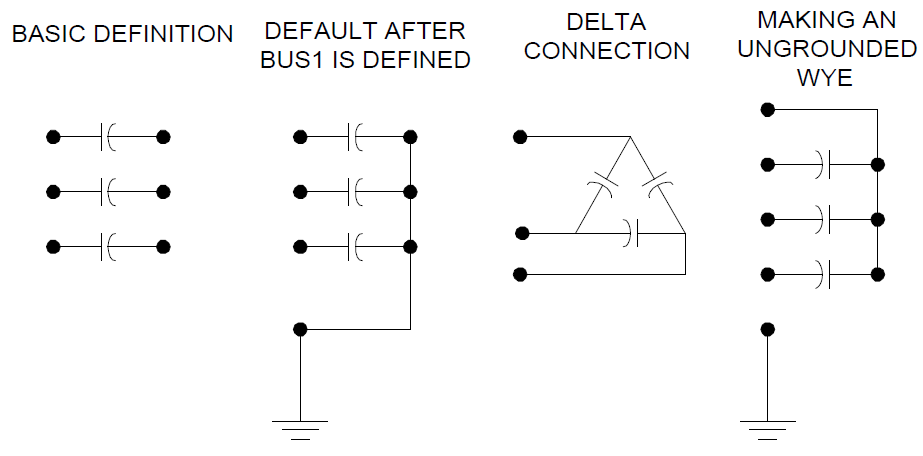 BASIC DEFINITION
DEFAULT AFTER
BUS1 IS DEFINED
DELTA
CONNECTION
MAKING AN
UNGROUNDED
WYE